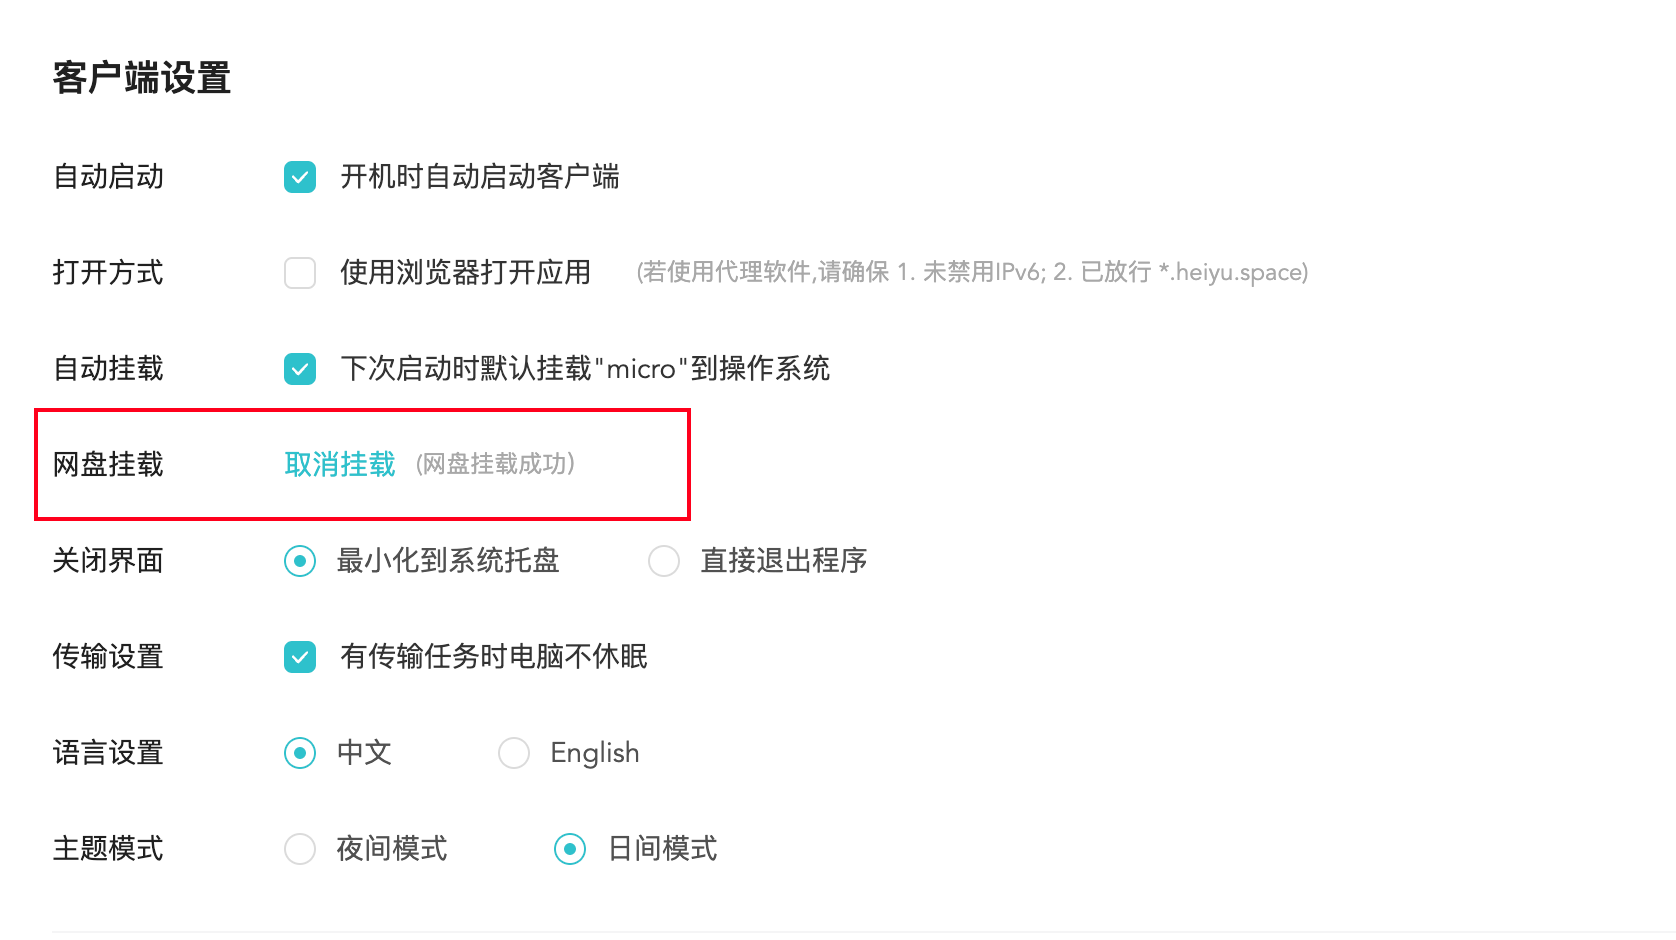 客户端设置
自动启动 开机时自动启动客户端
打开方式 使用浏览器打开应用 (若使用代理软件,请确保 1. 未禁用IPv6; 2. 已放行 *.heiyu.space)
自动挂载 下次启动时默认挂载"micro"到操作系统
网盘挂载 取消挂载 (网盘挂载成功)
关闭界面 最小化到系统托盘 直接退出程序
传输设置 有传输任务时电脑不休眠
语言设置 中文 English
主题模式 夜间模式 日间模式